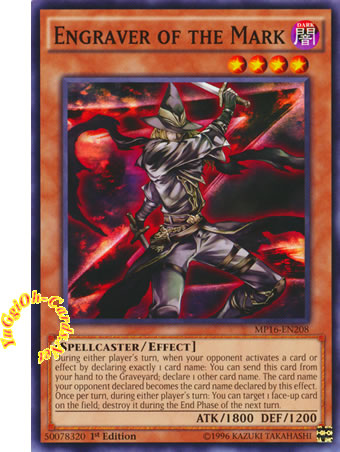 ENGRAVER OF THE MARK
DARK
闇
MP16-EN208
[SPELLCASTER/EFFECT]
During either player's turn, when your opponent activates a card or
effect by declaring exactly 1 card name: You can send this card from
your hand to the Graveyard; declare 1 other card name. The card name
your opponent declared becomes the card name declared by this effect.
Once per turn, during either player's turn: You can target 1 face-up card
on the field; destroy it during the End Phase of the next turn.
ATK/1800 DEF/1200
50078320 1st Edition ©1996 KAZUKI TAKAHASHI